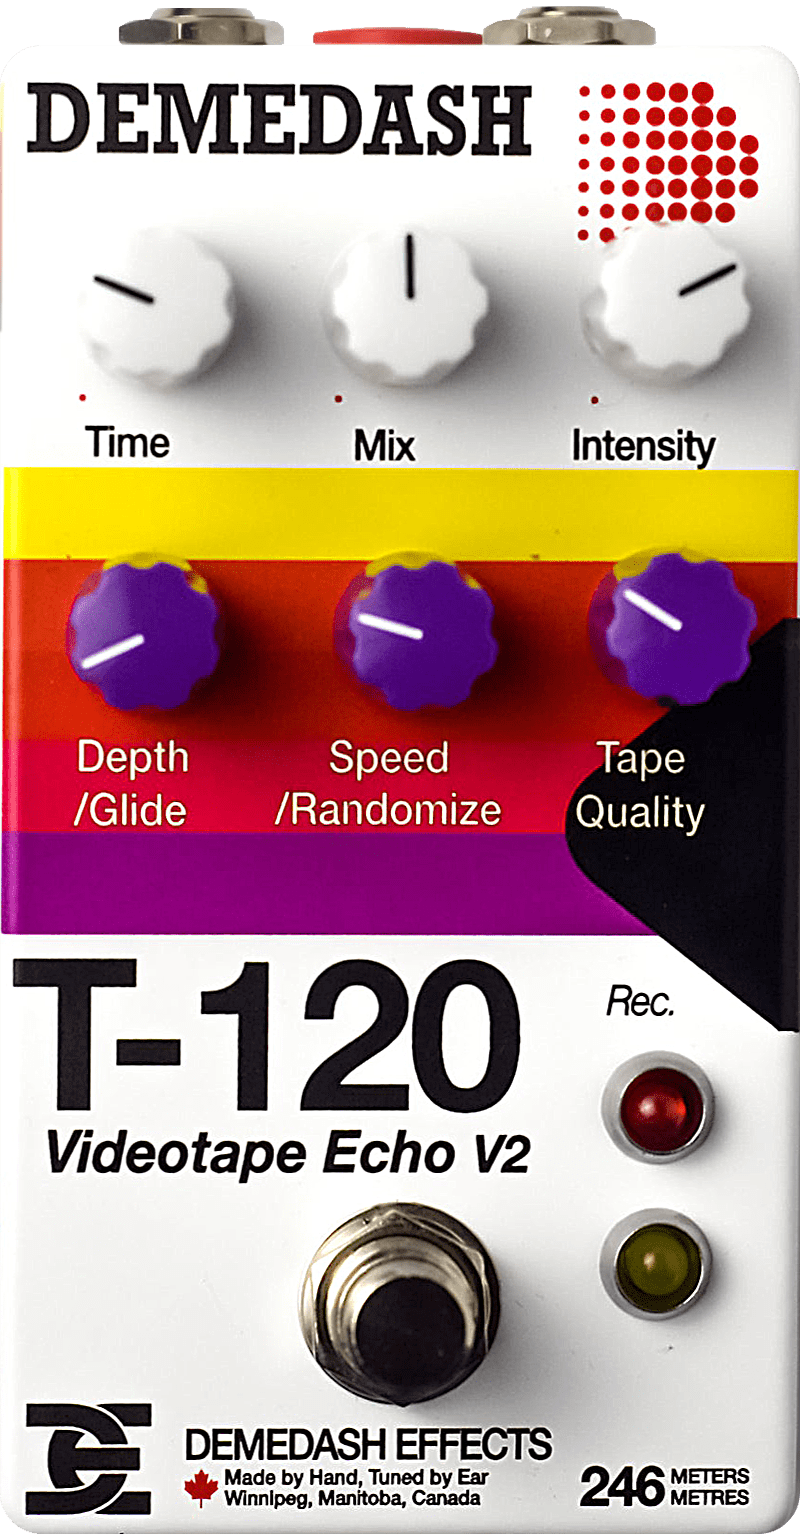 DEMEDASH
Time Mix Intensity
Depth Speed Tape
/Glide /Randomize Quality
T-120
Rec.
Videotape Echo V2
DE
DEMEDASH EFFECTS
Made by Hand, Tuned by Ear
Winnipeg, Manitoba, Canada
246 METERS
METRES